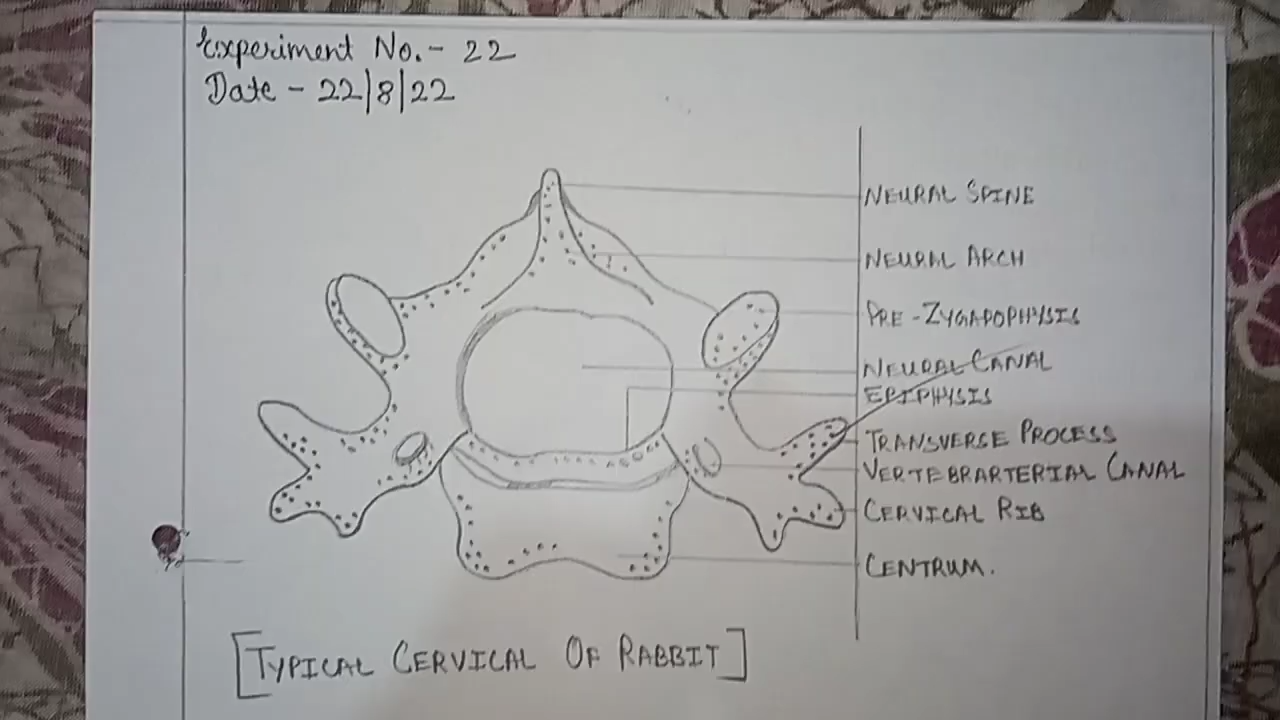 Experiment No.- 22
Date - 22/8/22
NEURAL SPINE
NEURAL ARCH
PRE-ZYGAPOPHYSIS
NEURAL CANAL
EPIPHYSIS
TRANSVERSE PROCESS
VERTEBRARTERIAL CANAL
CERVICAL RIB
CENTRUM.
[TYPICAL CERVICAL OF RABBIT]